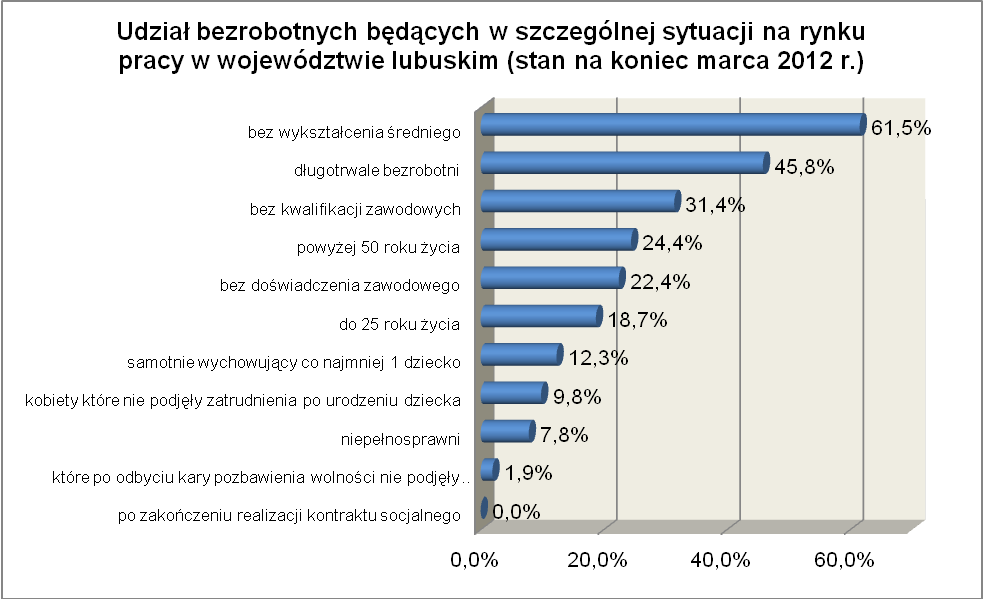 Udział bezrobotnych będących w szczególnej sytuacji na rynku
pracy w województwie lubuskim (stan na koniec marca 2012 r.)
bez wykształcenia średniego 61,5%
długotrwale bezrobotni 45,8%
bez kwalifikacji zawodowych 31,4%
powyżej 50 roku życia 24,4%
bez doświadczenia zawodowego 22,4%
do 25 roku życia 18,7%
samotnie wychowujący co najmniej 1 dziecko 12,3%
kobiety które nie podjęły zatrudnienia po urodzeniu dziecka 9,8%
niepełnosprawni 7,8%
które po odbyciu kary pozbawienia wolności nie podjęły.. 1,9%
po zakończeniu realizacji kontraktu socjalnego 0,0%
0,0% 20,0% 40,0% 60,0%